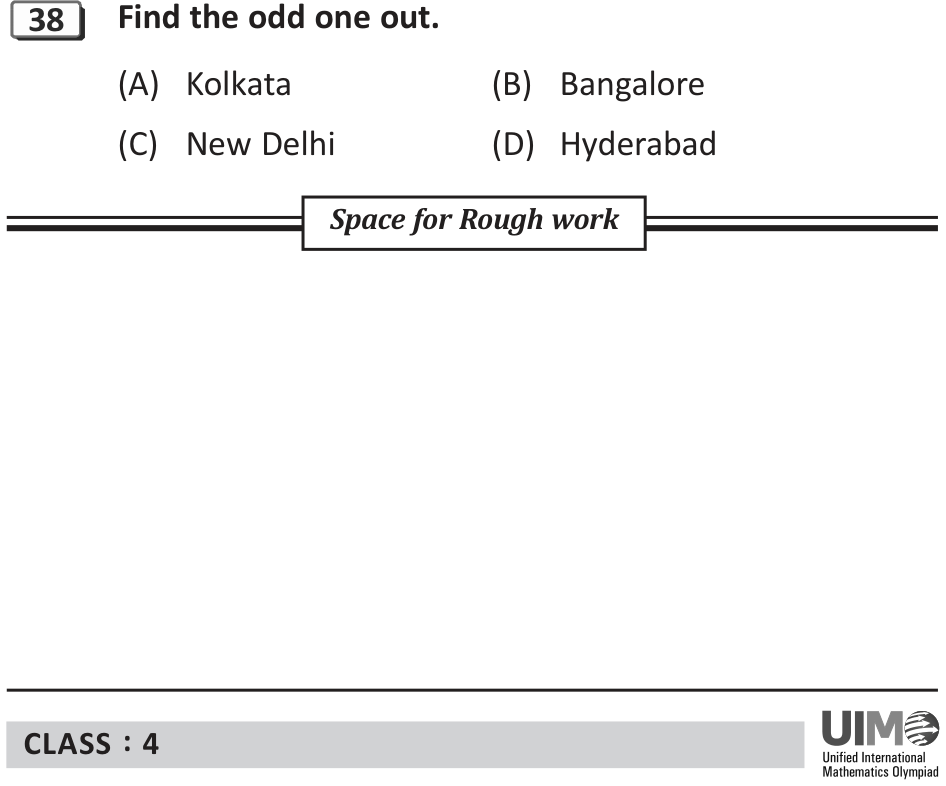 38 Find the odd one out.
(A) Kolkata (B) Bangalore
(C) New Delhi (D) Hyderabad
Space for Rough work
CLASS : 4
UIMO
Unified International
Mathematics Olympiad